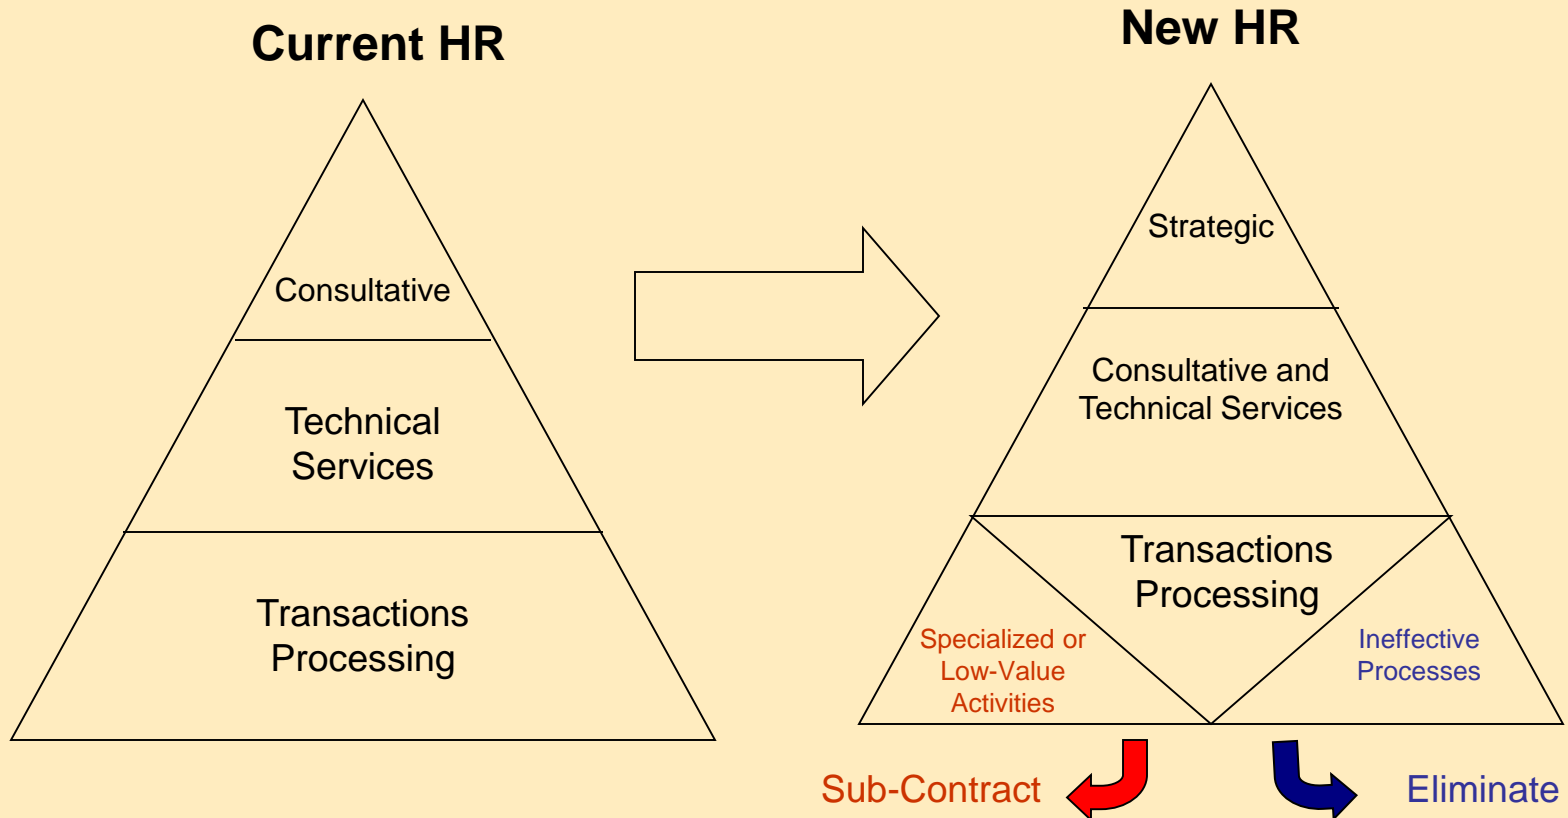 Current HR
Consultative
Technical
Services
Transactions
Processing
New HR
Strategic
Consultative and
Technical Services
Transactions
Processing
Specialized or
Low-Value
Activities
Ineffective
Processes
Sub-Contract
Eliminate